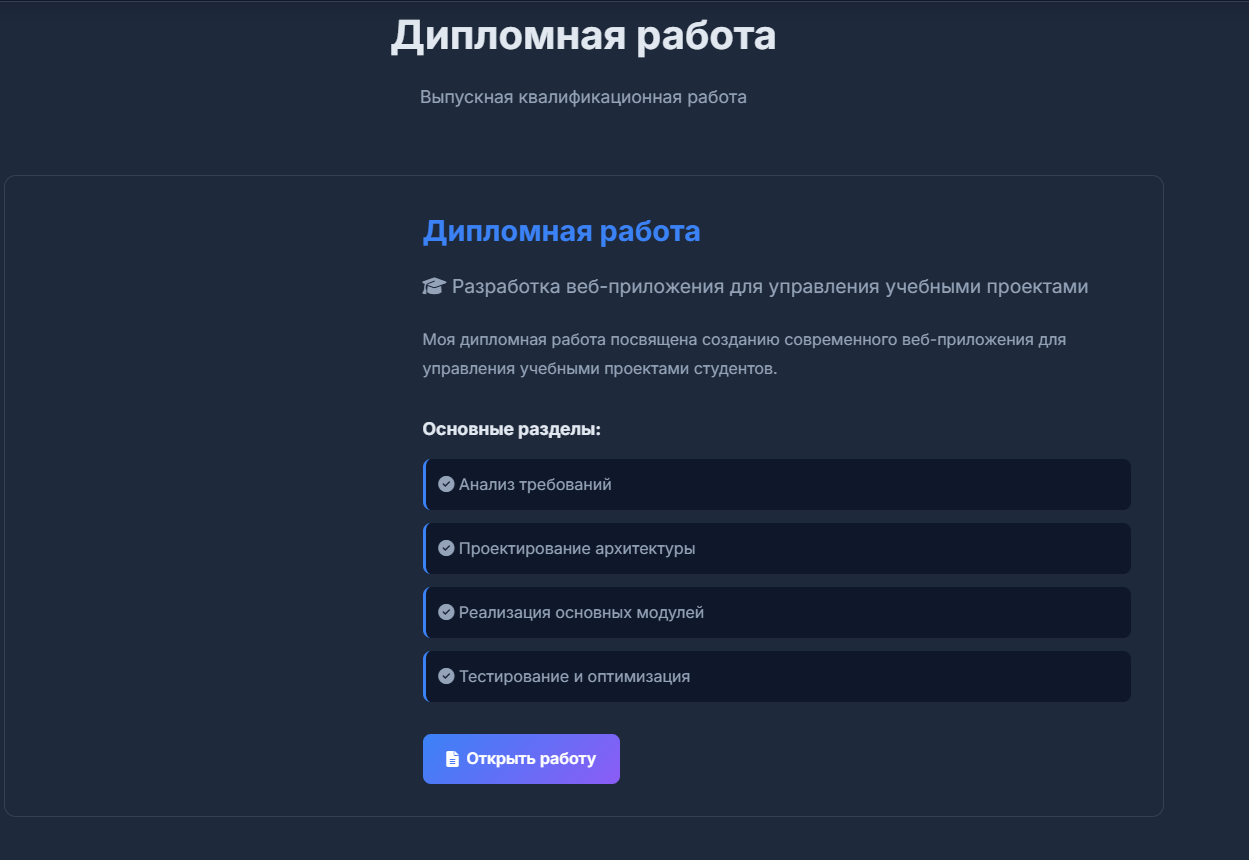 Дипломная работа
Выпускная квалификационная работа
Дипломная работа
Разработка веб-приложения для управления учебными проектами
Моя дипломная работа посвящена созданию современного веб-приложения для
управления учебными проектами студентов.
Основные разделы:
Анализ требований
Проектирование архитектуры
Реализация основных модулей
Тестирование и оптимизация
Открыть работу